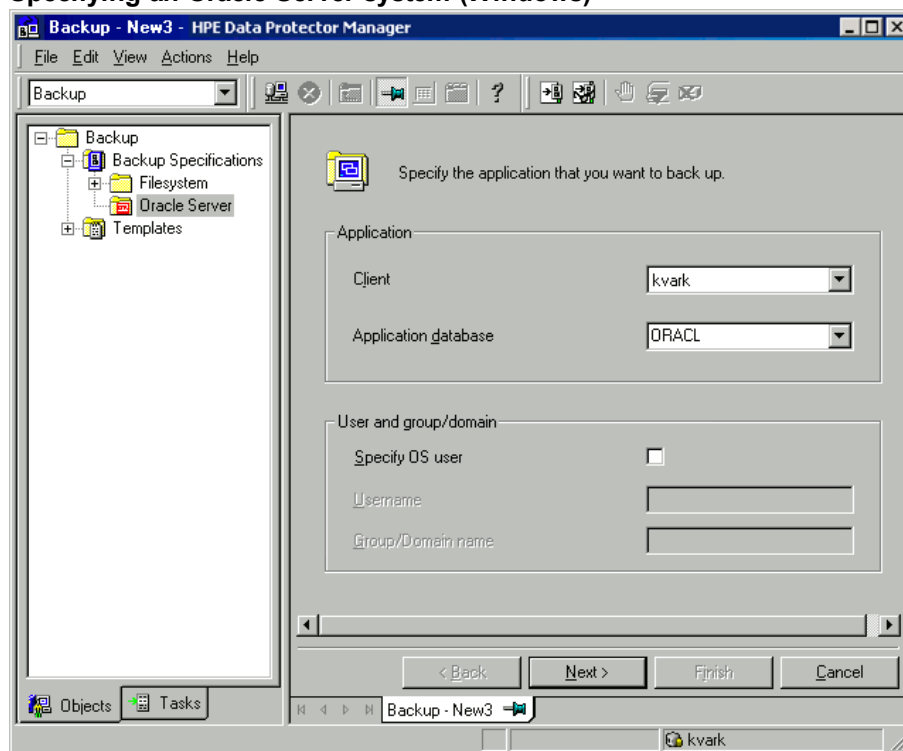 Specifying an Oracle Server system (Windows)
Backup - New3 - HPE Data Protector Manager
File Edit View Actions Help
Backup
?
Backup
Backup Specifications
Filesystem
Oracle Server
Templates
Specify the application that you want to back up.
Application
Client
kvark
Application database
ORACL
User and group/domain
Specify OS user
Username
Group/Domain name
< Back Next > Finish Cancel
Objects Tasks
Backup - New3
kvark